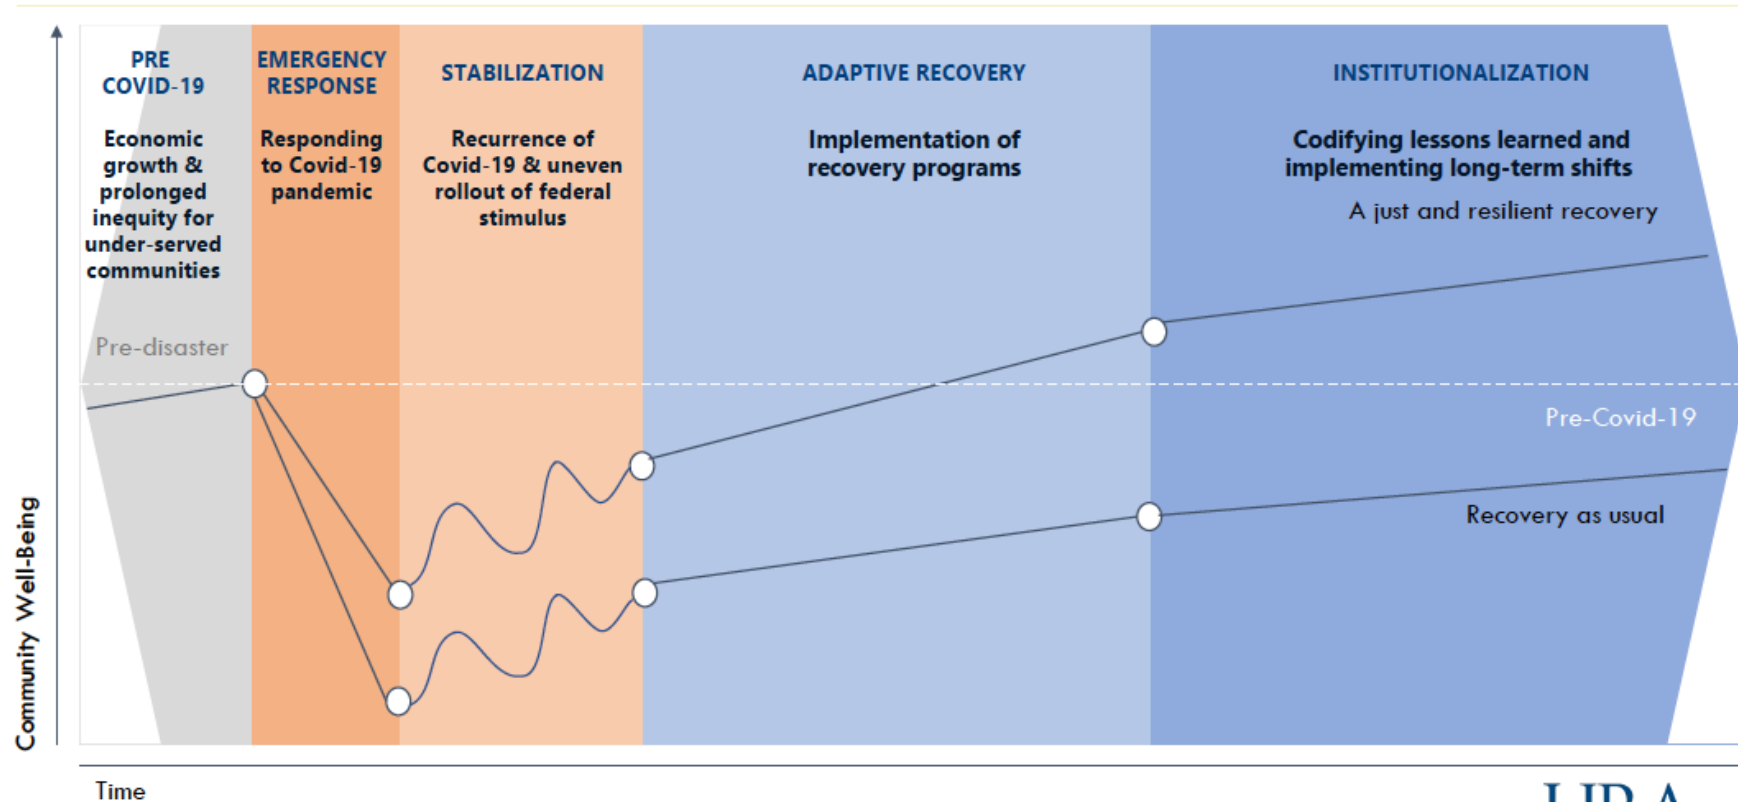 PRE
COVID-19
Economic
growth &
prolonged
inequity for
under-served
communities
EMERGENCY
RESPONSE
Responding
to Covid-19
pandemic
STABILIZATION
Recurrence of
Covid-19 & uneven
rollout of federal
stimulus
ADAPTIVE RECOVERY
Implementation of
recovery programs
INSTITUTIONALIZATION
Codifying lessons learned and
implementing long-term shifts
A just and resilient recovery
Pre-disaster
Pre-Covid-19
Recovery as usual
Community Well-Being
Time